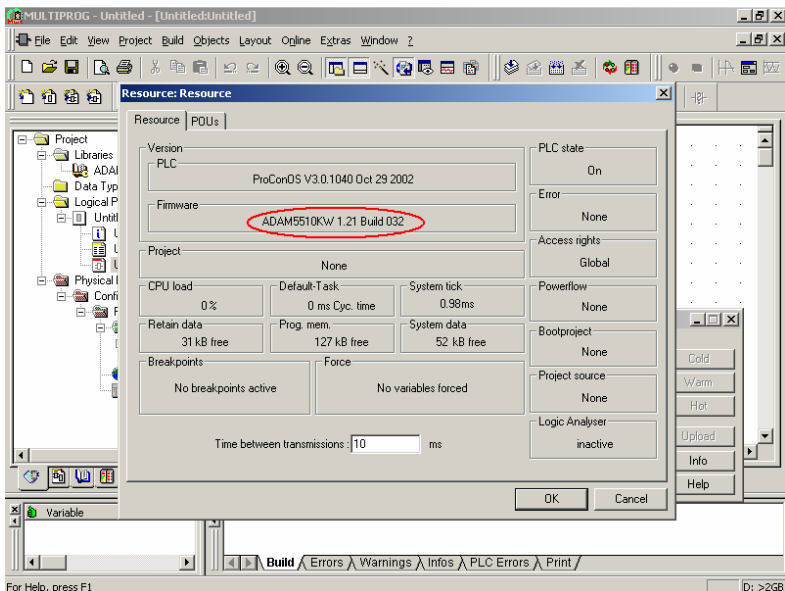 MULTIPROG - Untitled - [Untitled:Untitled]
File Edit View Project Build Objects Layout Online Extras Window ?
Resource: Resource
Resource POUs
Project
Libraries
ADAI
Data Typ
Logical P
Untitl
Physical
Confi
Version
PLC
ProConOS V3.0.1040 Oct 29 2002
Firmware
ADAM5510KW 1.21 Build 032
Project
None
CPU load
0 %
Default-Task
0 ms Cyc. time
System tick
0.98ms
Retain data
31 kB free
Prog. mem.
127 kB free
System data
52 kB free
Breakpoints
No breakpoints active
Force
No variables forced
Time between transmissions : 10 ms
PLC state
On
Error
None
Access rights
Global
Powerflow
None
Bootproject
None
Project source
None
Logic Analyser
inactive
OK Cancel
Cold
Warm
Hot
Upload
Info
Help
Variable
Build Errors Warnings Infos PLC Errors Print
For Help, press F1
D: >2GB